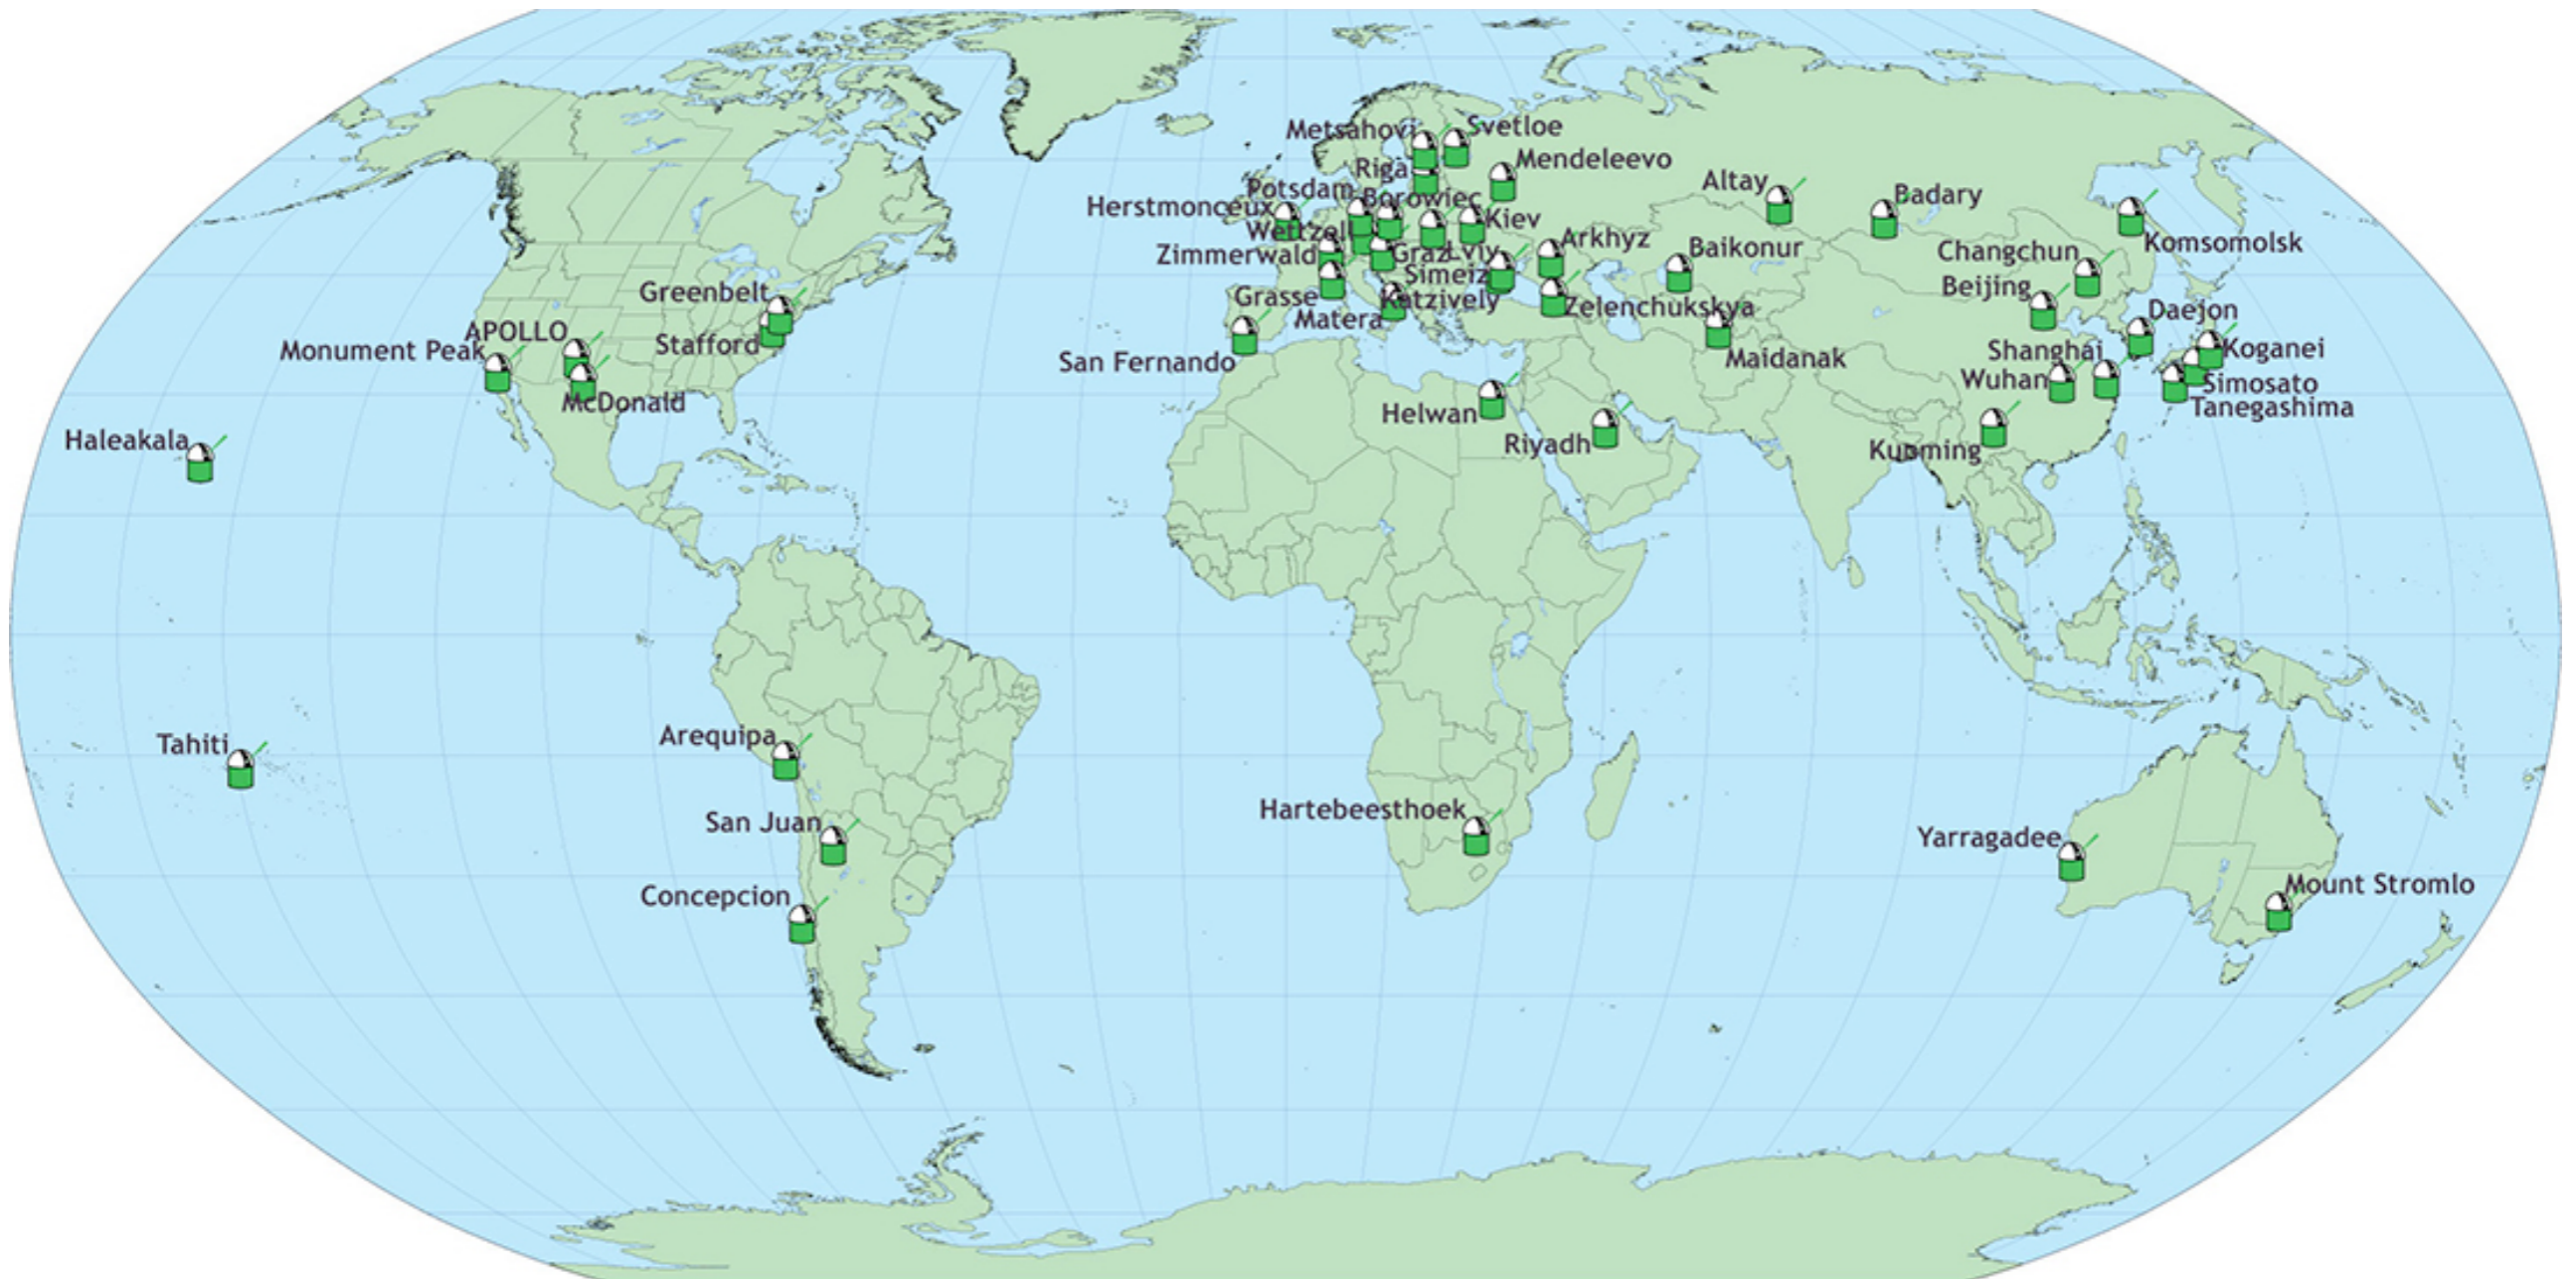 Metsahovi
Svetloe
Riga
Mendeleevo
Potsdam
Borowiec
Herstmonceux
Kiev
Wettzell
Zimmerwald
Graz
Lviv
Simeiz
Arkhyz
Grasse
Katzively
Matera
Zelenchukskya
San Fernando
Altay
Badary
Baikonur
Komsomolsk
Changchun
Beijing
Daejon
Maidanak
Shanghai
Koganei
Wuhan
Simosato
Tanegashima
Kunming
Greenbelt
APOLLO
Monument Peak
Stafford
McDonald
Haleakala
Helwan
Riyadh
Tahiti
Arequipa
San Juan
Concepcion
Hartebeesthoek
Yarragadee
Mount Stromlo